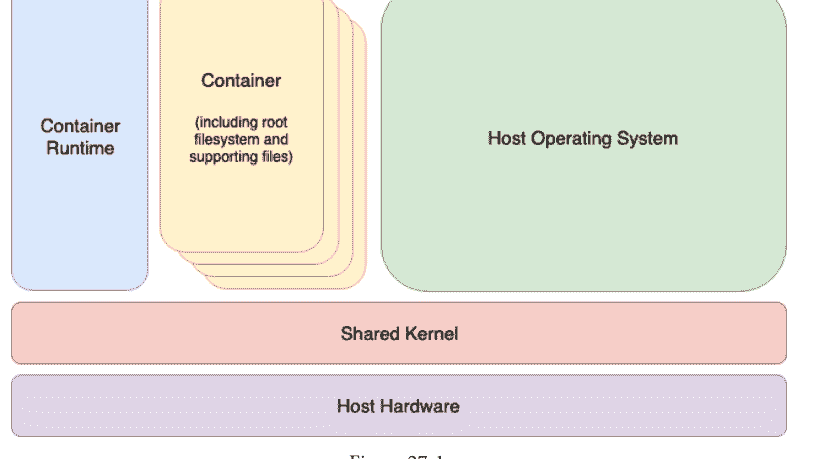 Container
Runtime
Container
(including root
filesystem and
supporting files)
Host Operating System
Shared Kernel
Host Hardware